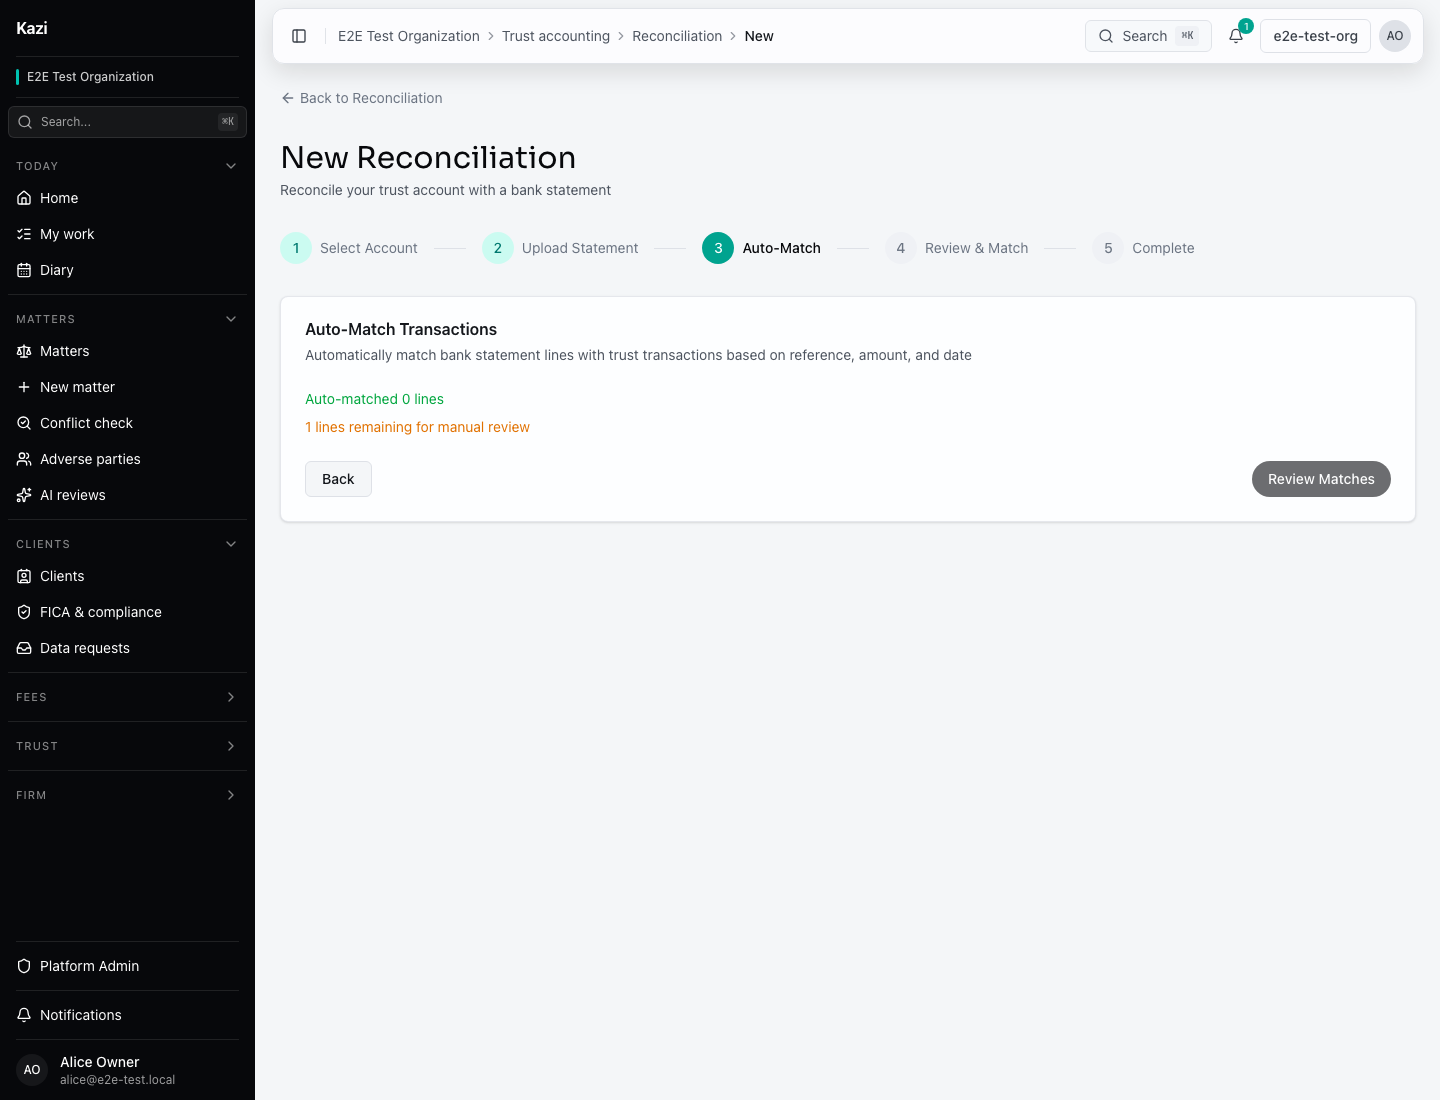 Kazi
E2E Test Organization
Search...
⌘K
TODAY
Home
My work
Diary
MATTERS
Matters
New matter
Conflict check
Adverse parties
AI reviews
CLIENTS
Clients
FICA & compliance
Data requests
FEES
TRUST
FIRM
Platform Admin
Notifications
AO
Alice Owner
alice@e2e-test.local
E2E Test Organization > Trust accounting > Reconciliation > New
Search ⌘K
1
e2e-test-org
AO
Back to Reconciliation
New Reconciliation
Reconcile your trust account with a bank statement
1 Select Account
2 Upload Statement
3 Auto-Match
4 Review & Match
5 Complete
Auto-Match Transactions
Automatically match bank statement lines with trust transactions based on reference, amount, and date
Auto-matched 0 lines
1 lines remaining for manual review
Back
Review Matches